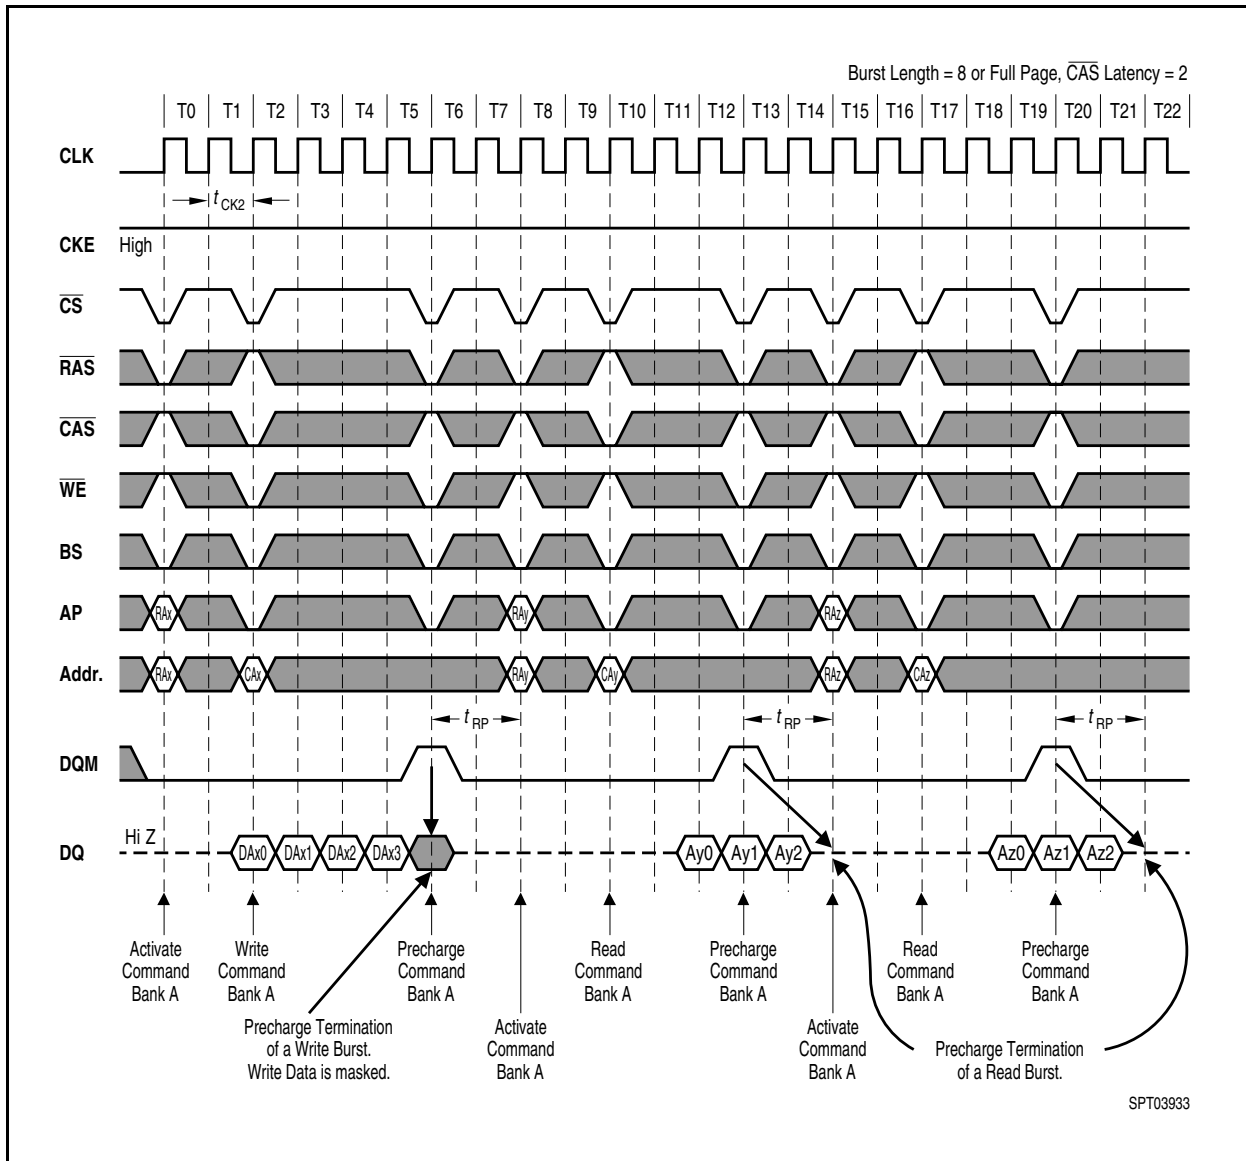 Burst Length = 8 or Full Page, CAS Latency = 2
T0 T1 T2 T3 T4 T5 T6 T7 T8 T9 T10 T11 T12 T13 T14 T15 T16 T17 T18 T19 T20 T21 T22
CLK
t CK2
CKE High
CS
RAS
CAS
WE
BS
AP RAx RAy RAz
Addr. RAx CAx RAy CAy RAz CAz
t RP t RP t RP
DQM
Hi Z
DQ DAx0 DAx1 DAx2 DAx3 Ay0 Ay1 Ay2 Az0 Az1 Az2
Activate
Command
Bank A
Write
Command
Bank A
Precharge
Command
Bank A
Read
Command
Bank A
Precharge
Command
Bank A
Read
Command
Bank A
Precharge
Command
Bank A
Precharge Termination
of a Write Burst.
Write Data is masked.
Activate
Command
Bank A
Activate
Command
Bank A
Precharge Termination
of a Read Burst.
SPT03933